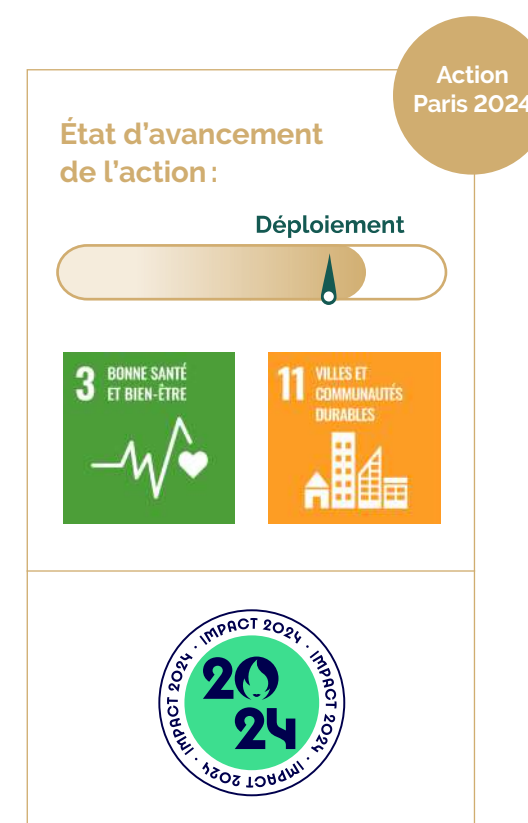 Action
Paris 2024
État d’avancement
de l’action :
Déploiement
3 BONNE SANTÉ
ET BIEN-ÊTRE
11 VILLES ET
COMMUNAUTÉS
DURABLES
IMPACT 2024 · IMPACT 2024 · IMPACT 2024 · IMPACT 2024 ·
20
24